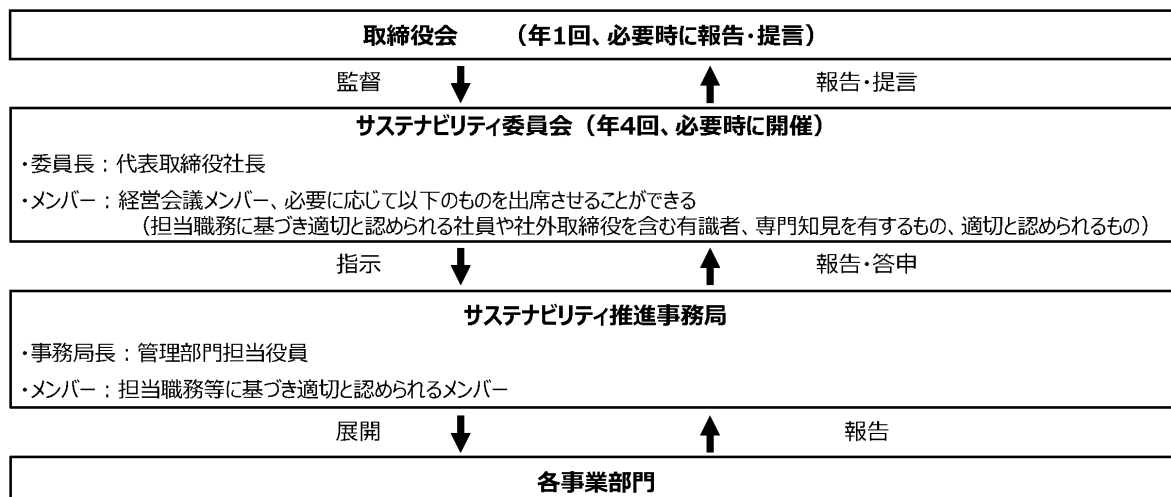 取締役会　　（年1回、必要時に報告・提言）
監督　報告・提言
サステナビリティ委員会（年4回、必要時に開催）
・委員長：代表取締役社長
・メンバー：経営会議メンバー、必要に応じて以下のものを出席させることができる
（担当職務に基づき適切と認められる社員や社外取締役を含む有識者、専門知見を有するもの、適切と認められるもの）
指示　報告・答申
サステナビリティ推進事務局
・事務局長：管理部門担当役員
・メンバー：担当職務等に基づき適切と認められるメンバー
展開　報告
各事業部門